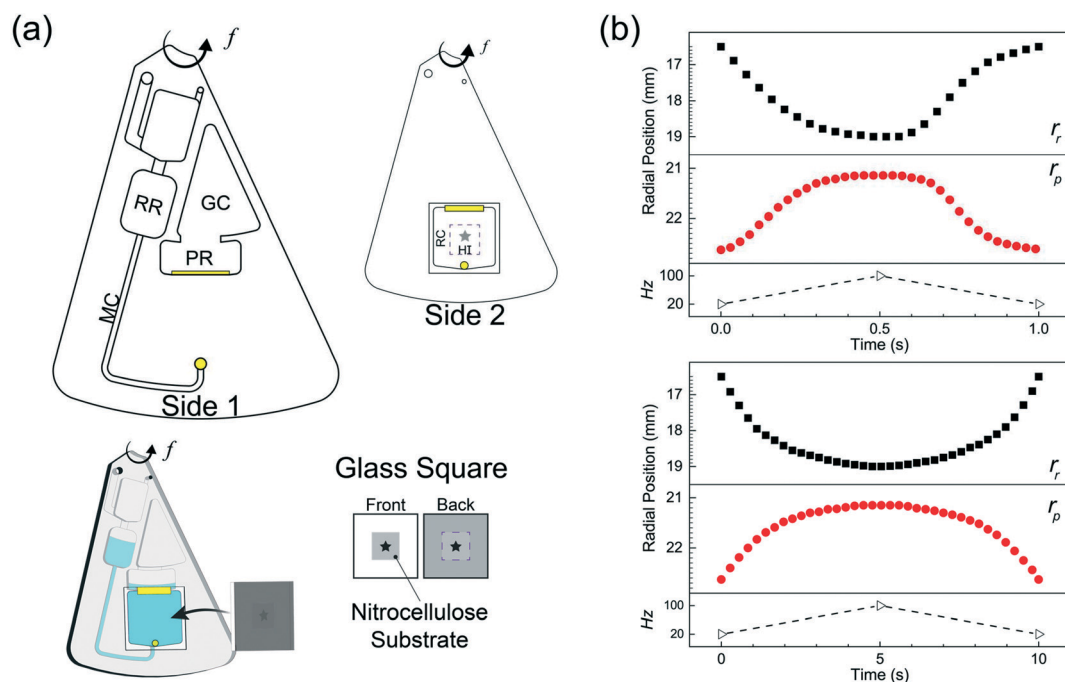 (a)
f
RR
GC
PR
MC
Side 1
f
RC
HI
Side 2
f
Glass Square
Front
Back
Nitrocellulose
Substrate
(b)
Radial Position (mm)
17
18
19
r_r
21
22
r_p
Hz
100
20
0.0
0.5
1.0
Time (s)
Radial Position (mm)
17
18
19
r_r
21
22
r_p
Hz
100
20
0
5
10
Time (s)